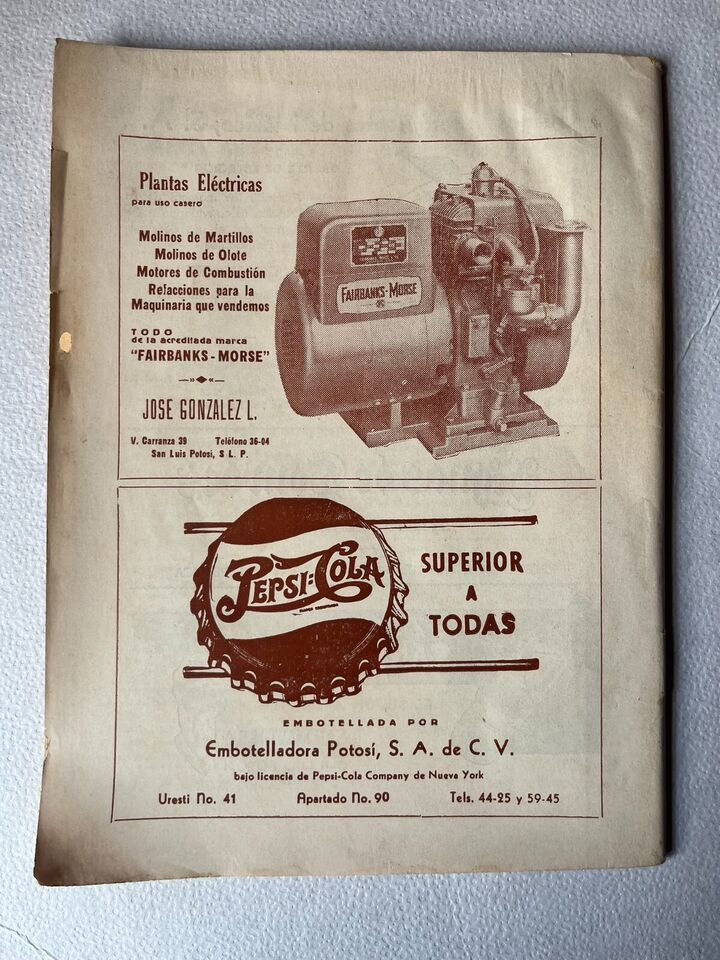 Plantas Eléctricas
para uso casero
Molinos de Martillos
Molinos de Olote
Motores de Combustión
Refacciones para la
Maquinaria que vendemos
TODO
de la acreditada marca
"FAIRBANKS-MORSE"
JOSE GONZALEZ L.
V. Carranza 39 Teléfono 36-04
San Luis Potosí, S L. P.
FAIRBANKS-MORSE
PEPSI:COLA
SUPERIOR
A
TODAS
EMBOTELLADA POR
Embotelladora Potosí, S. A. de C. V.
bajo licencia de Pepsi-Cola Company de Nueva York
Uresti No. 41 Apartado No. 90 Tels. 44-25 y 59-45